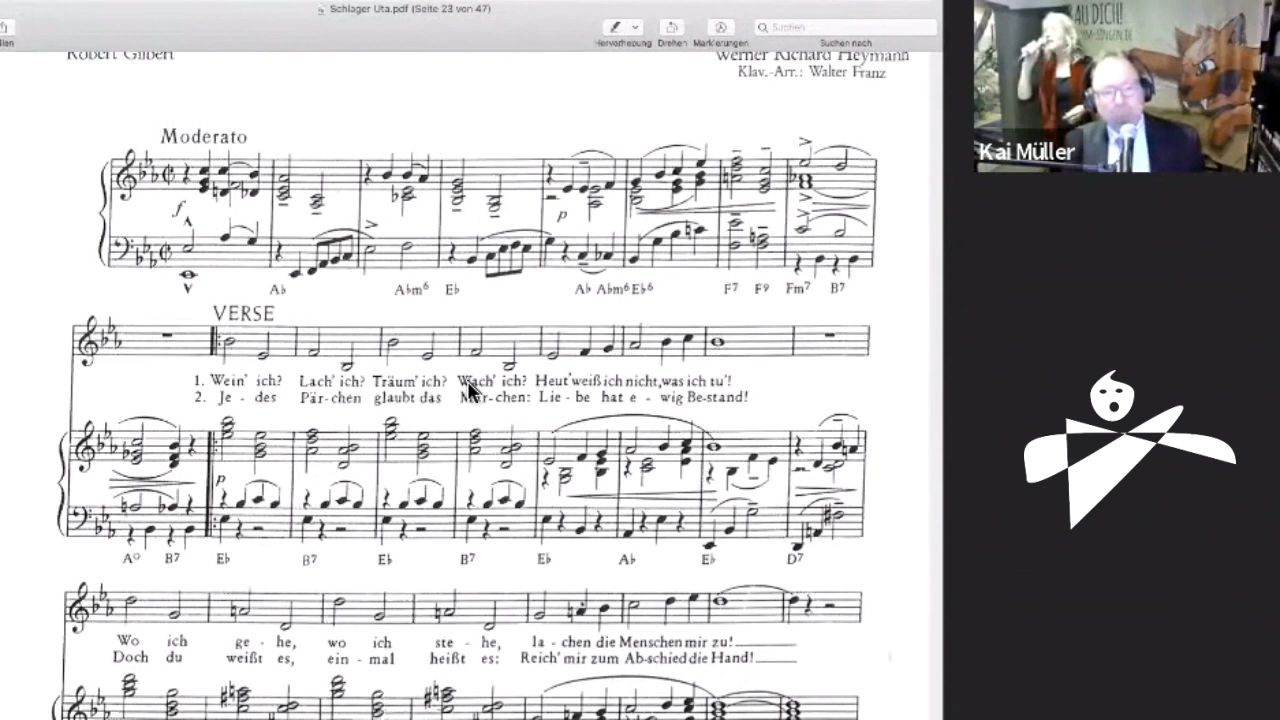 Schlager Uta.pdf (Seite 23 von 47)
Suchen
Hervorhebung Drehen Markierungen Suchen nach
Robert Gilbert
Werner Richard Heymann
Klav.-Arr.: Walter Franz
Moderato
f
p
Ab Abm6 Eb Ab Abm6 Eb6 F7 F9 Fm7 B7
VERSE
1. Wein' ich? Lach' ich? Träum' ich? Wach' ich? Heut' weiß ich nicht, was ich tu'!
2. Je - des Pär-chen glaubt das Mär-chen: Lie - be hat e - wig Be-stand!
p
A° B7 Eb B7 Eb B7 Eb Ab Eb D7
Wo ich ge - he, wo ich ste - he, la - chen die Menschen mir zu!
Doch du weißt es, ein - mal heißt es: Reich' mir zum Ab-schied die Hand!
AU DICH!
Kai Müller